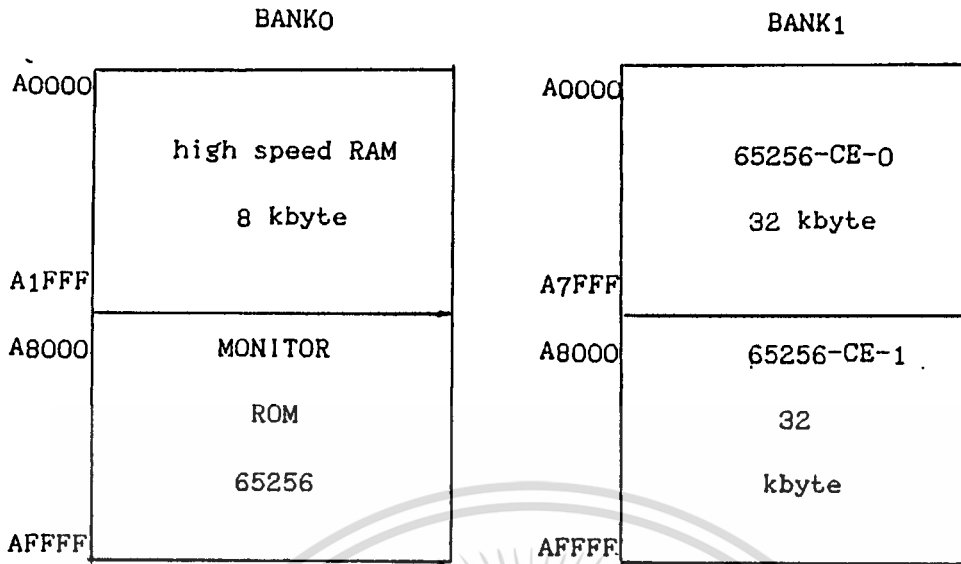 BANK0
A0000
high speed RAM
8 kbyte
A1FFF
A8000
MONITOR
ROM
65256
AFFFF
BANK1
A0000
65256-CE-0
32 kbyte
A7FFF
A8000
65256-CE-1
32
kbyte
AFFFF